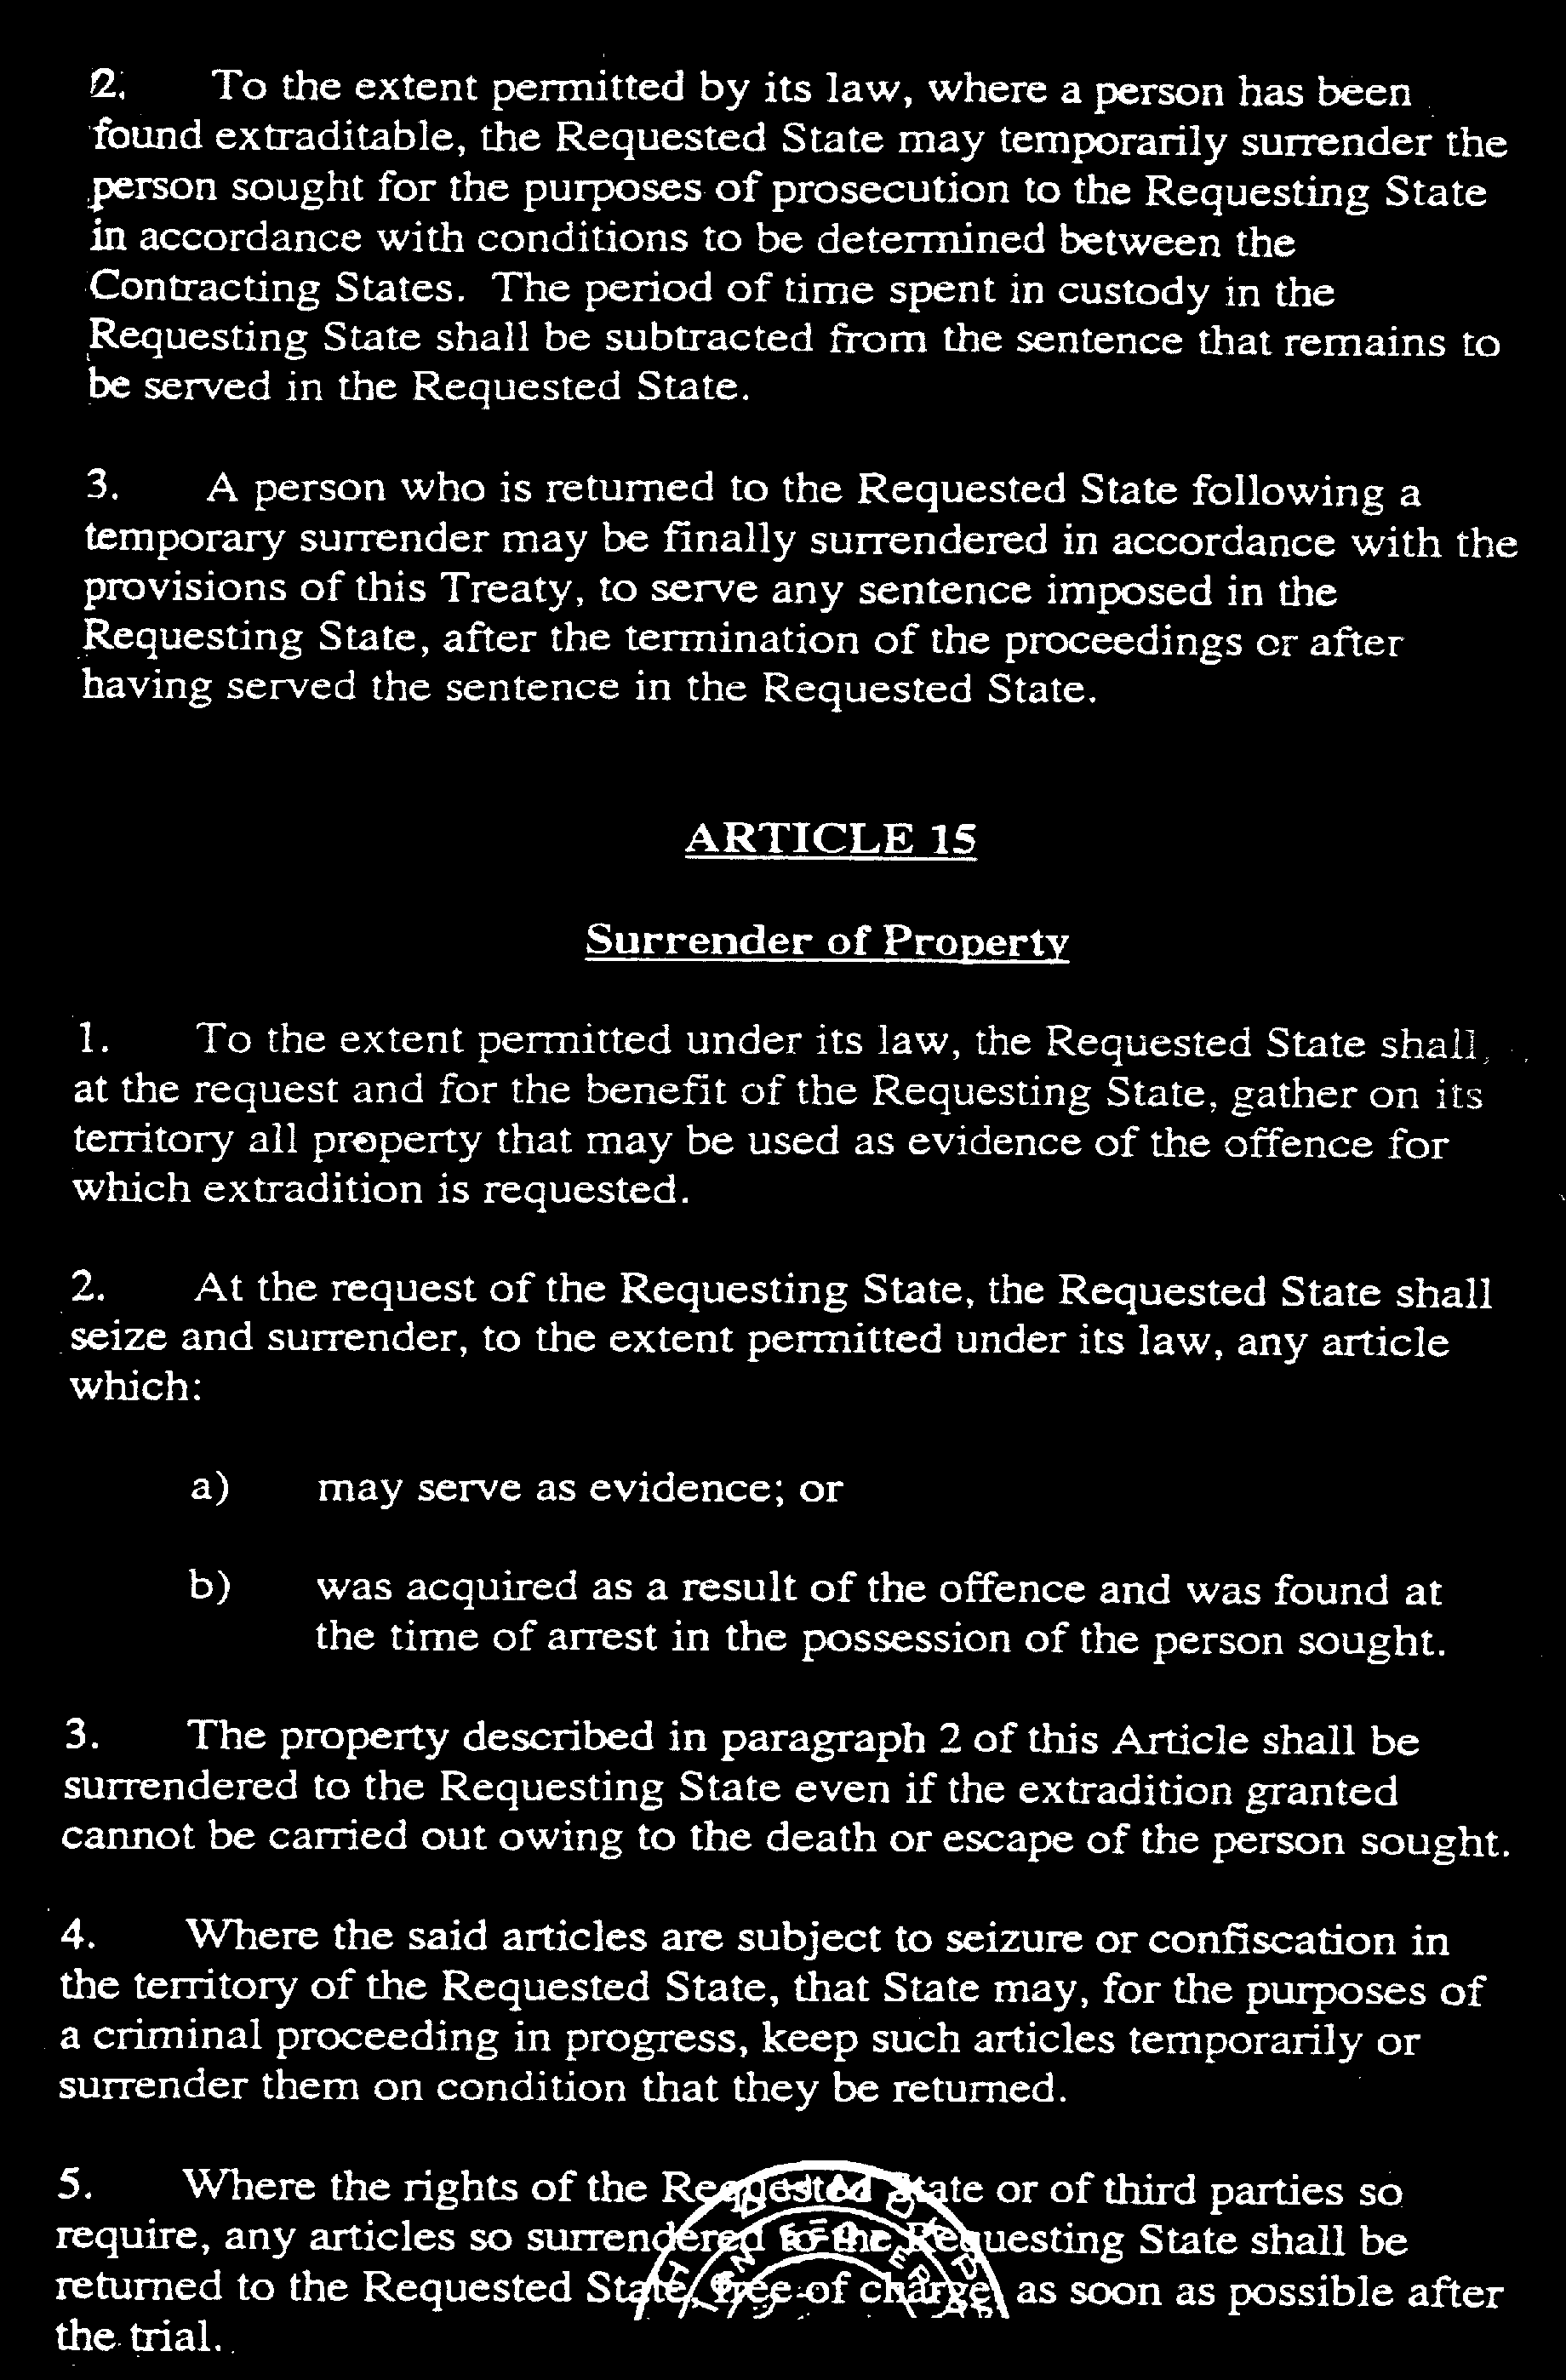 2. To the extent permitted by its law, where a person has been
found extraditable, the Requested State may temporarily surrender the
person sought for the purposes of prosecution to the Requesting State
in accordance with conditions to be determined between the
Contracting States. The period of time spent in custody in the
Requesting State shall be subtracted from the sentence that remains to
be served in the Requested State.
3. A person who is returned to the Requested State following a
temporary surrender may be finally surrendered in accordance with the
provisions of this Treaty, to serve any sentence imposed in the
Requesting State, after the termination of the proceedings or after
having served the sentence in the Requested State.
ARTICLE 15
Surrender of Property
1. To the extent permitted under its law, the Requested State shall,
at the request and for the benefit of the Requesting State, gather on its
territory all property that may be used as evidence of the offence for
which extradition is requested.
2. At the request of the Requesting State, the Requested State shall
seize and surrender, to the extent permitted under its law, any article
which:
a) may serve as evidence; or
b) was acquired as a result of the offence and was found at
the time of arrest in the possession of the person sought.
3. The property described in paragraph 2 of this Article shall be
surrendered to the Requesting State even if the extradition granted
cannot be carried out owing to the death or escape of the person sought.
4. Where the said articles are subject to seizure or confiscation in
the territory of the Requested State, that State may, for the purposes of
a criminal proceeding in progress, keep such articles temporarily or
surrender them on condition that they be returned.
5. Where the rights of the Requested State or of third parties so
require, any articles so surrendered to the Requesting State shall be
returned to the Requested State, free of charge, as soon as possible after
the trial.